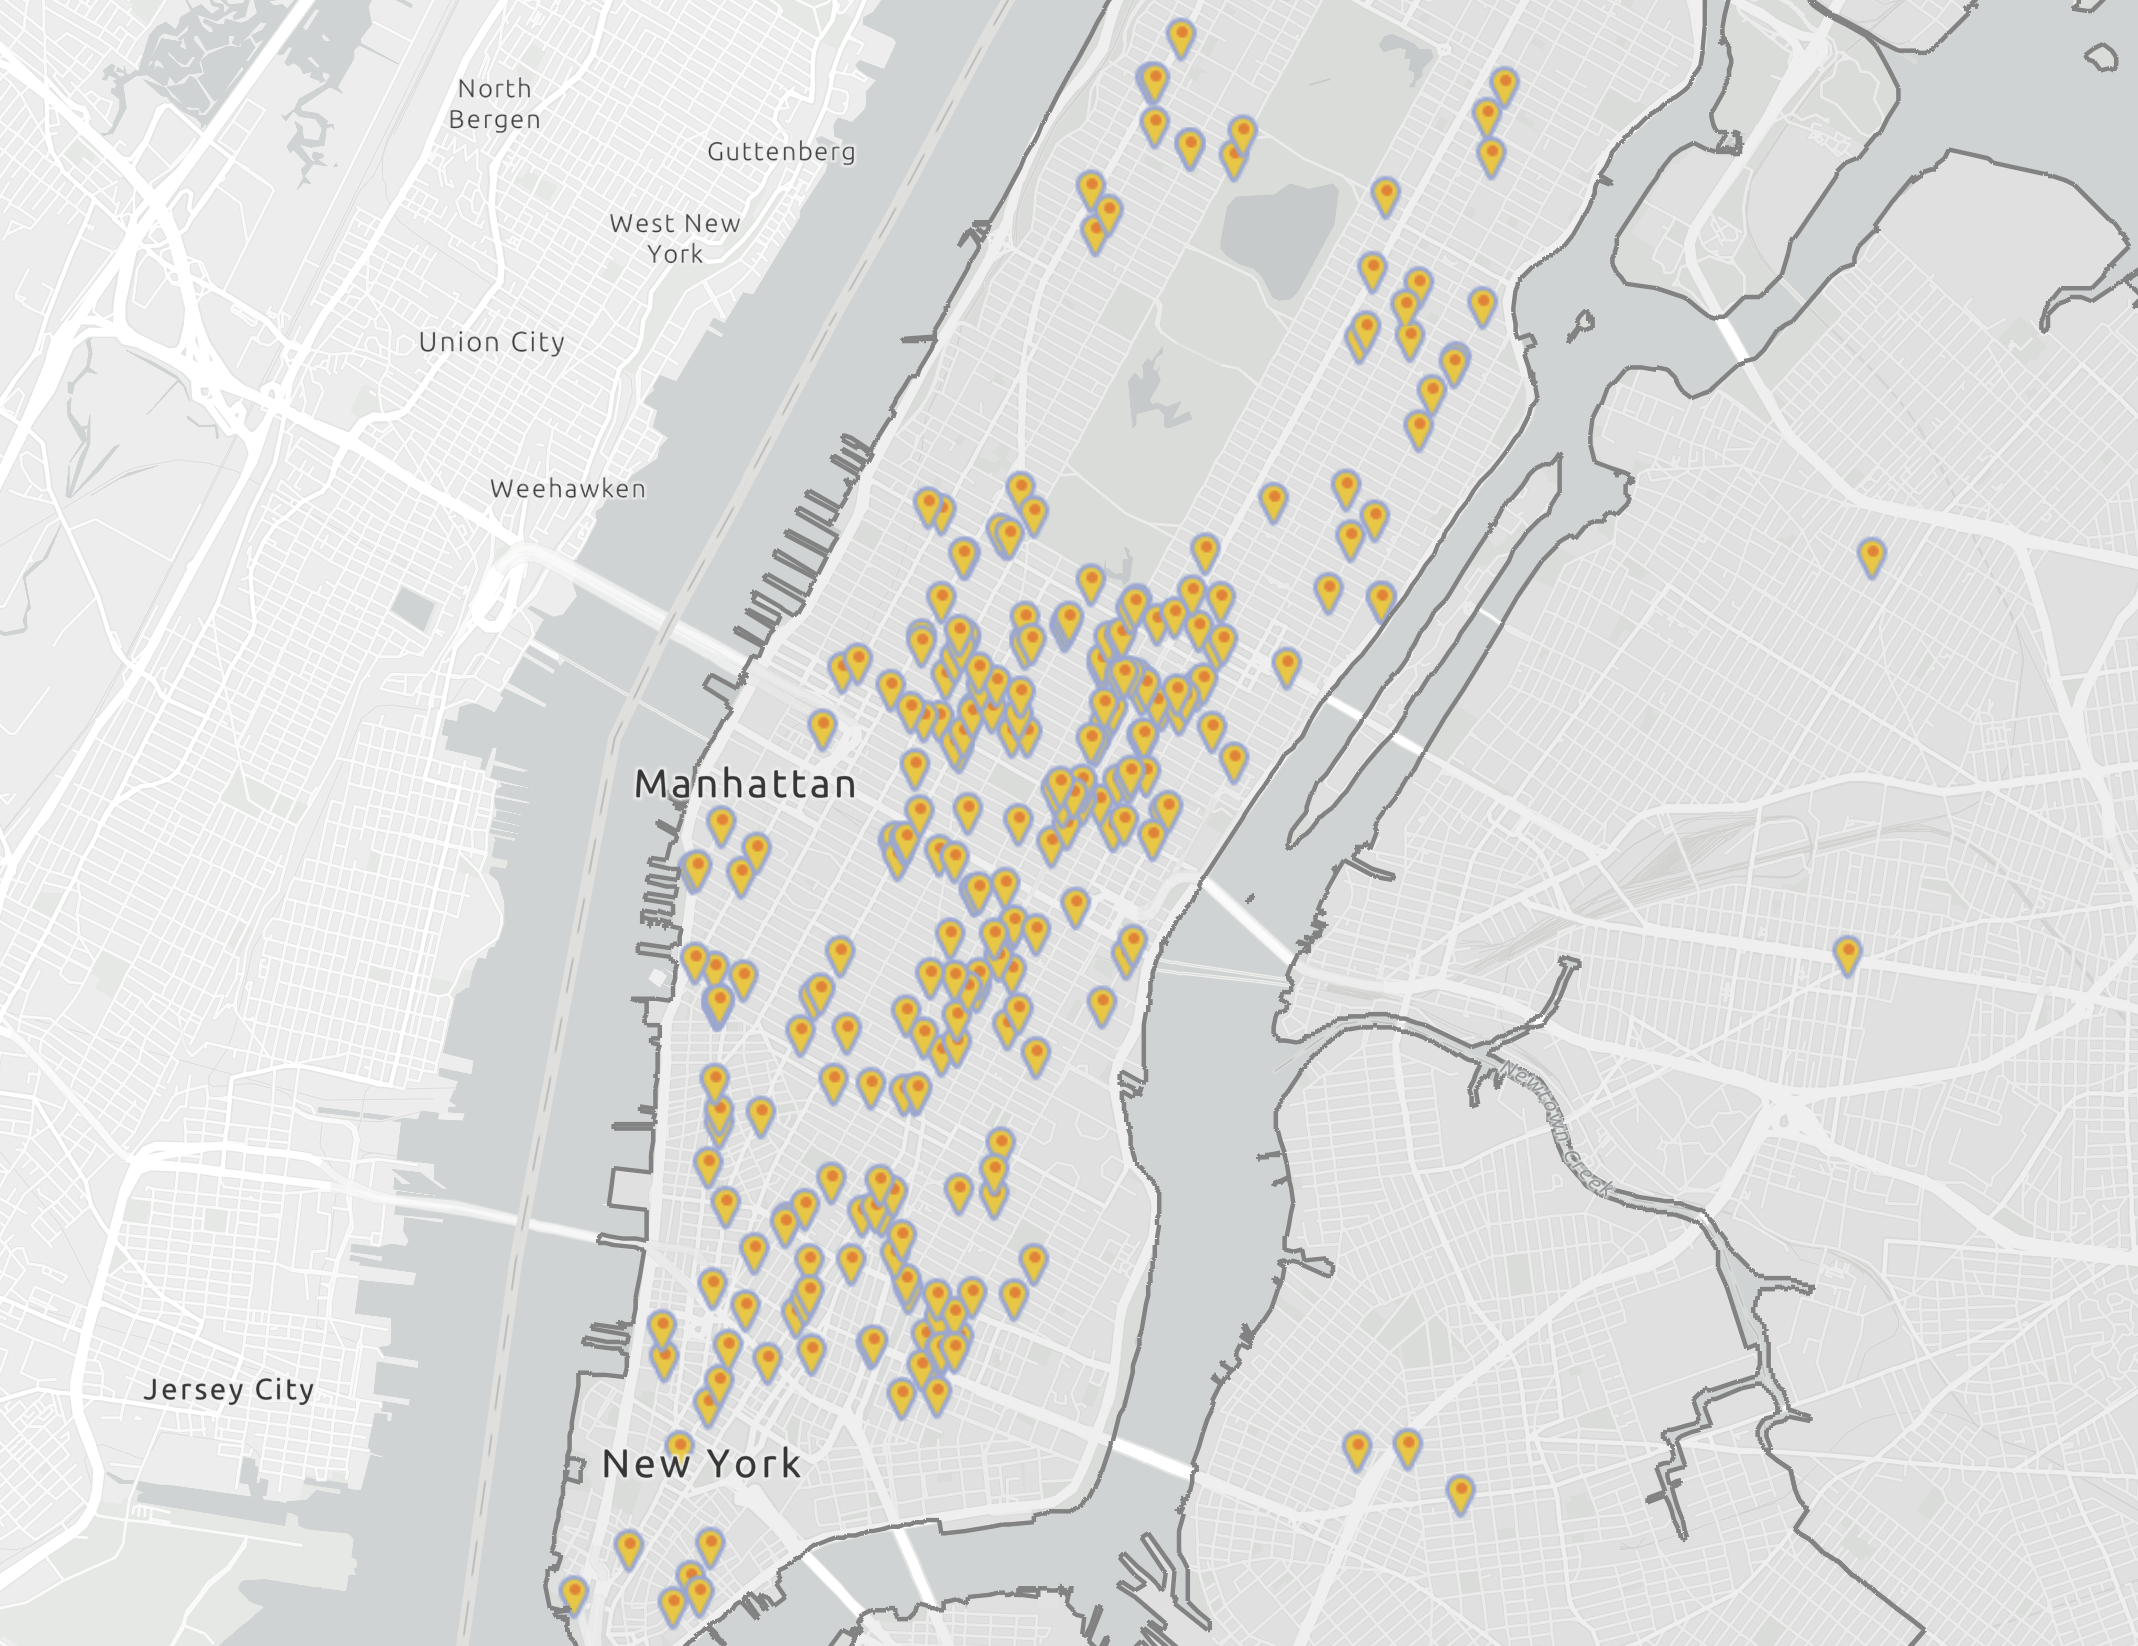 North
Bergen
Guttenberg
West New
York
Union City
Weehawken
Manhattan
Newtown Creek
Jersey City
New York